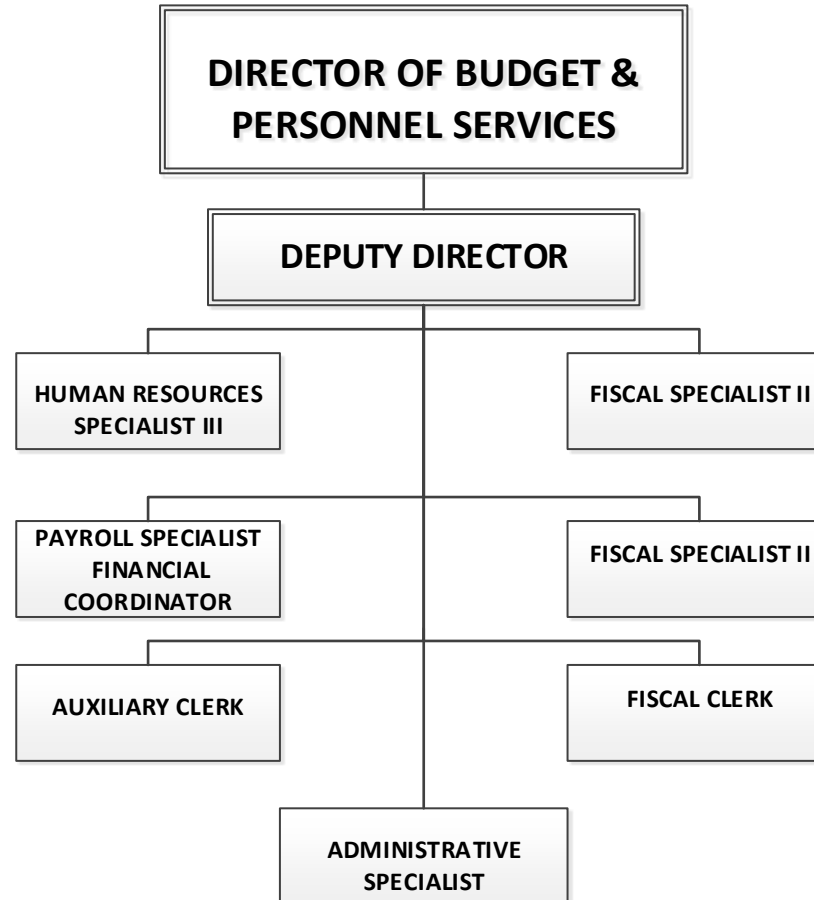 DIRECTOR OF BUDGET &
PERSONNEL SERVICES
DEPUTY DIRECTOR
HUMAN RESOURCES
SPECIALIST III
FISCAL SPECIALIST II
PAYROLL SPECIALIST
FINANCIAL
COORDINATOR
FISCAL SPECIALIST II
AUXILIARY CLERK
FISCAL CLERK
ADMINISTRATIVE
SPECIALIST